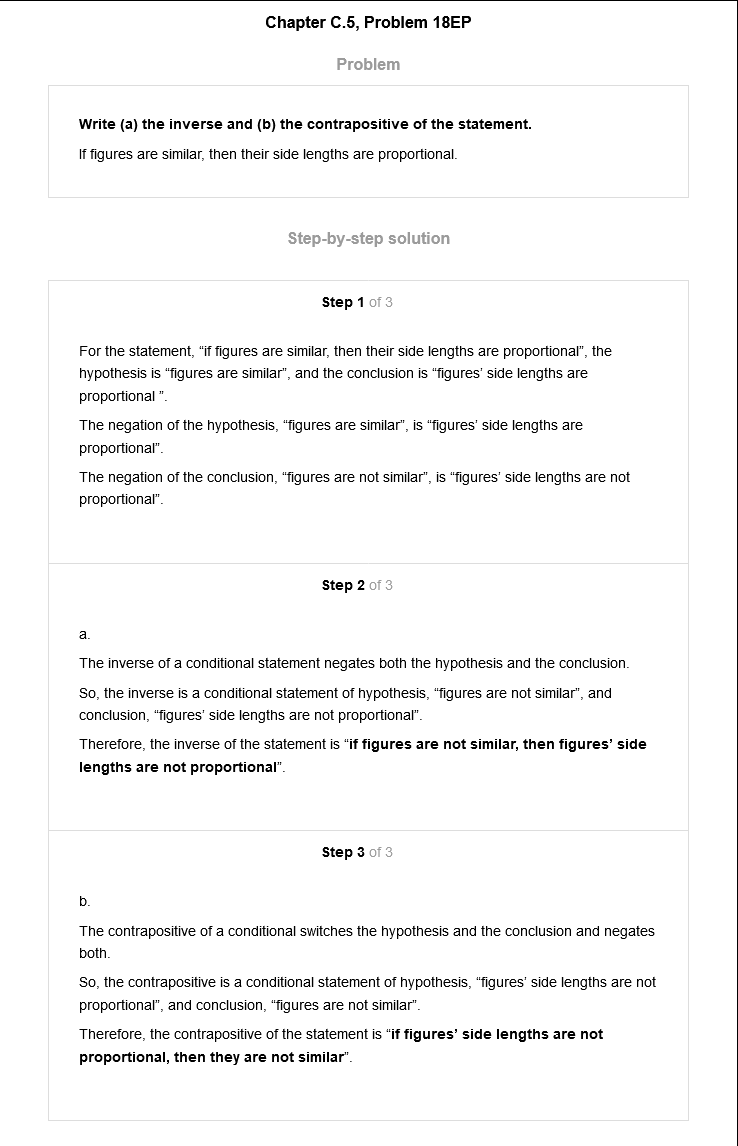 Chapter C.5, Problem 18EP
Problem
Write (a) the inverse and (b) the contrapositive of the statement.
If figures are similar, then their side lengths are proportional.
Step-by-step solution
Step 1 of 3
For the statement, “if figures are similar, then their side lengths are proportional”, the
hypothesis is “figures are similar”, and the conclusion is “figures’ side lengths are
proportional ”.
The negation of the hypothesis, “figures are similar”, is “figures’ side lengths are
proportional”.
The negation of the conclusion, “figures are not similar”, is “figures’ side lengths are not
proportional”.
Step 2 of 3
a.
The inverse of a conditional statement negates both the hypothesis and the conclusion.
So, the inverse is a conditional statement of hypothesis, “figures are not similar”, and
conclusion, “figures’ side lengths are not proportional”.
Therefore, the inverse of the statement is “if figures are not similar, then figures’ side
lengths are not proportional”.
Step 3 of 3
b.
The contrapositive of a conditional switches the hypothesis and the conclusion and negates
both.
So, the contrapositive is a conditional statement of hypothesis, “figures’ side lengths are not
proportional”, and conclusion, “figures are not similar”.
Therefore, the contrapositive of the statement is “if figures’ side lengths are not
proportional, then they are not similar”.